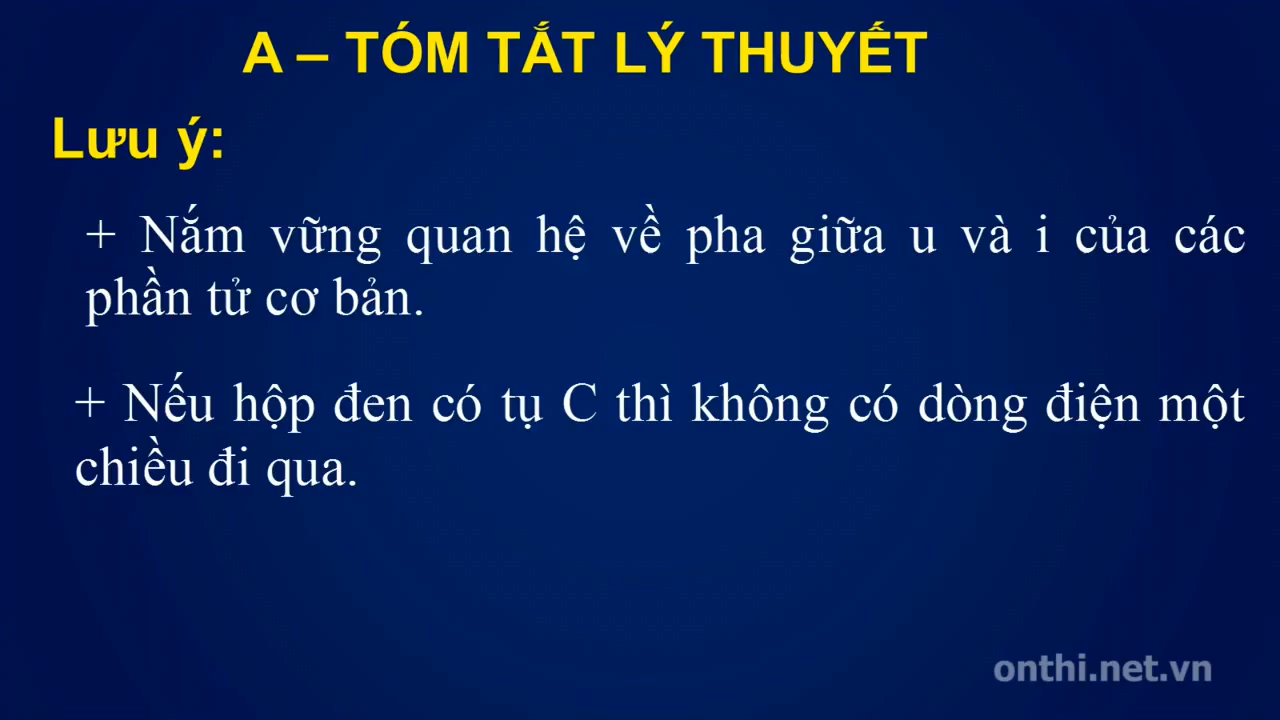 A – TÓM TẮT LÝ THUYẾT
Lưu ý:
+ Nắm vững quan hệ về pha giữa u và i của các
phần tử cơ bản.
+ Nếu hộp đen có tụ C thì không có dòng điện một
chiều đi qua.
onthi.net.vn